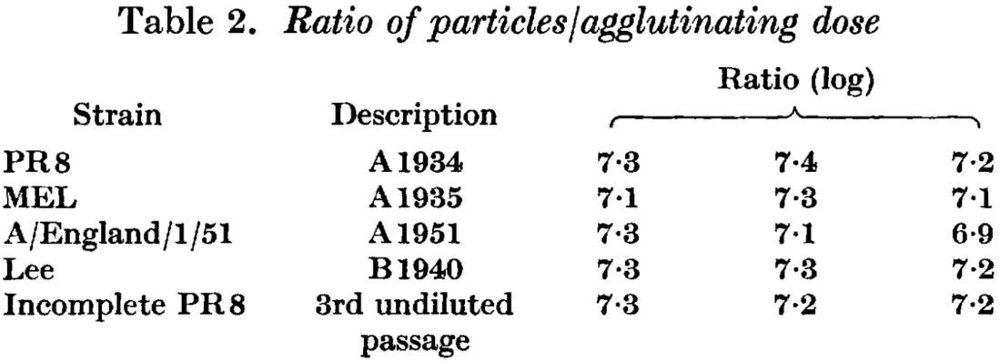 Table 2. Ratio of particles/agglutinating dose
Ratio (log)
Strain Description
PR8 A1934 7·3 7·4 7·2
MEL A1935 7·1 7·3 7·1
A/England/1/51 A1951 7·3 7·1 6·9
Lee B1940 7·3 7·3 7·2
Incomplete PR8 3rd undiluted 7·3 7·2 7·2
passage